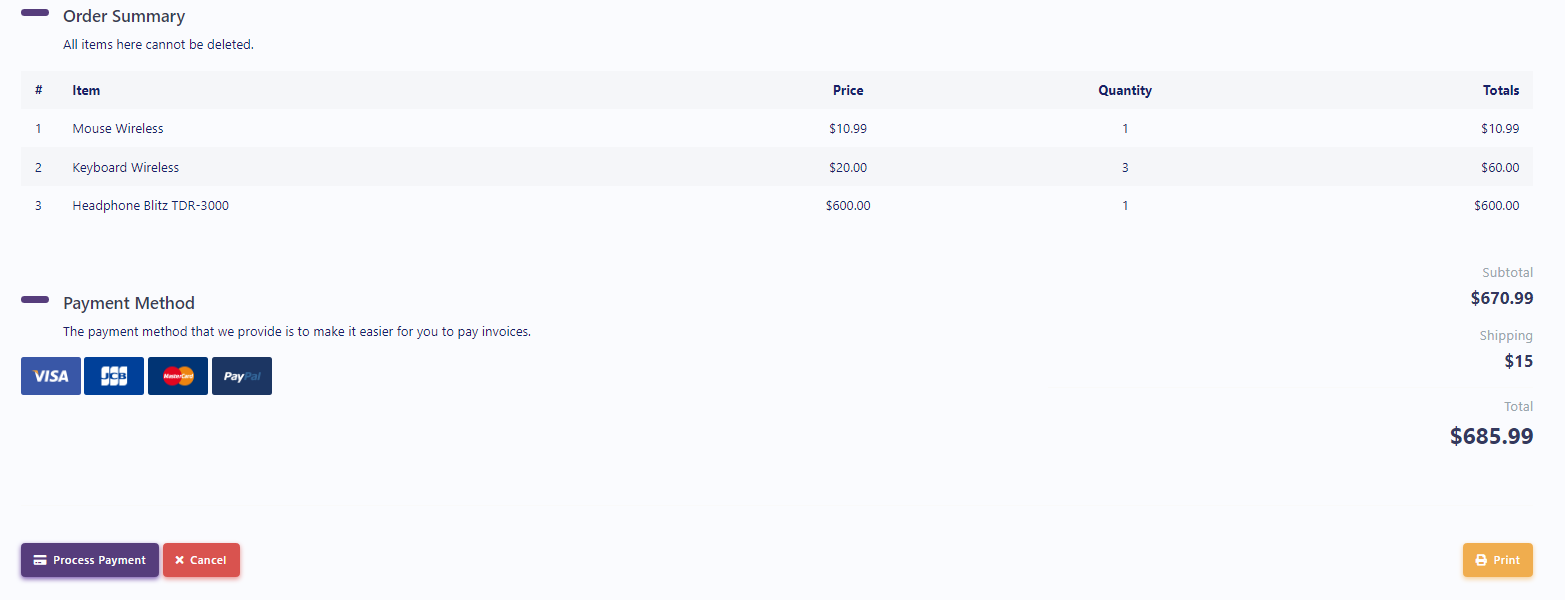 Order Summary
All items here cannot be deleted.
# Item Price Quantity Totals
1 Mouse Wireless $10.99 1 $10.99
2 Keyboard Wireless $20.00 3 $60.00
3 Headphone Blitz TDR-3000 $600.00 1 $600.00
Subtotal
$670.99
Payment Method
The payment method that we provide is to make it easier for you to pay invoices.
VISA JCB MasterCard PayPal
Shipping
$15
Total
$685.99
Process Payment Cancel Print